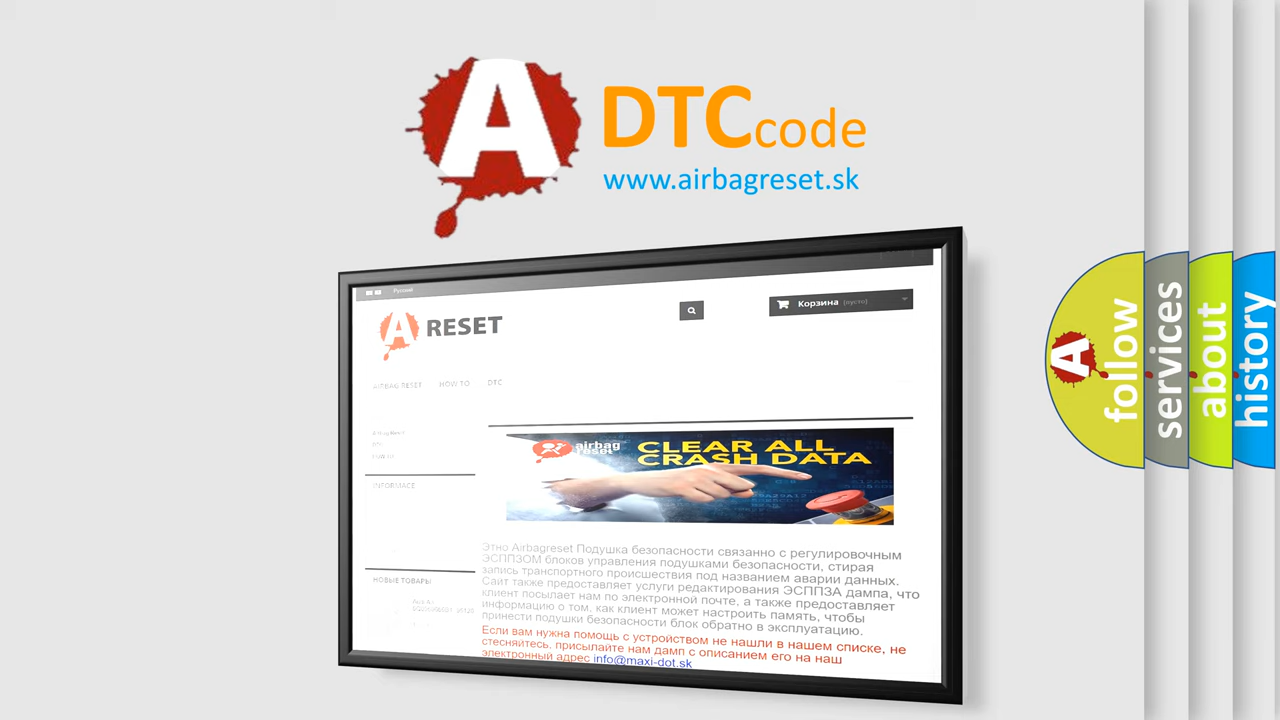 A
DTCcode
www.airbagreset.sk
Русский
A RESET
Корзина (пусто)
AIRBAG RESET HOW TO DTC
INFORMACE
НОВЫЕ ТОВАРЫ
airbag
reset
CLEAR ALL
CRASH DATA
Этно Airbagreset Подушка безопасности связанно с регулировочным
ЭСППЗОМ блоков управления подушками безопасности, стирая
запись транспортного происшествия под названием аварии данных.
Сайт также предоставляет услуги редактирования ЭСППЗА дампа, что
клиент посылает нам по электронной почте, а также предоставляет
информацию о том, как клиент может настроить память, чтобы
принести подушки безопасности блок обратно в эксплуатацию.
Если вам нужна помощь с устройством не нашли в нашем списке, не
стесняйтесь, присылайте нам дамп с описанием его на наш
электронный адрес info@maxi-dot.sk
A
follow
services
about
history